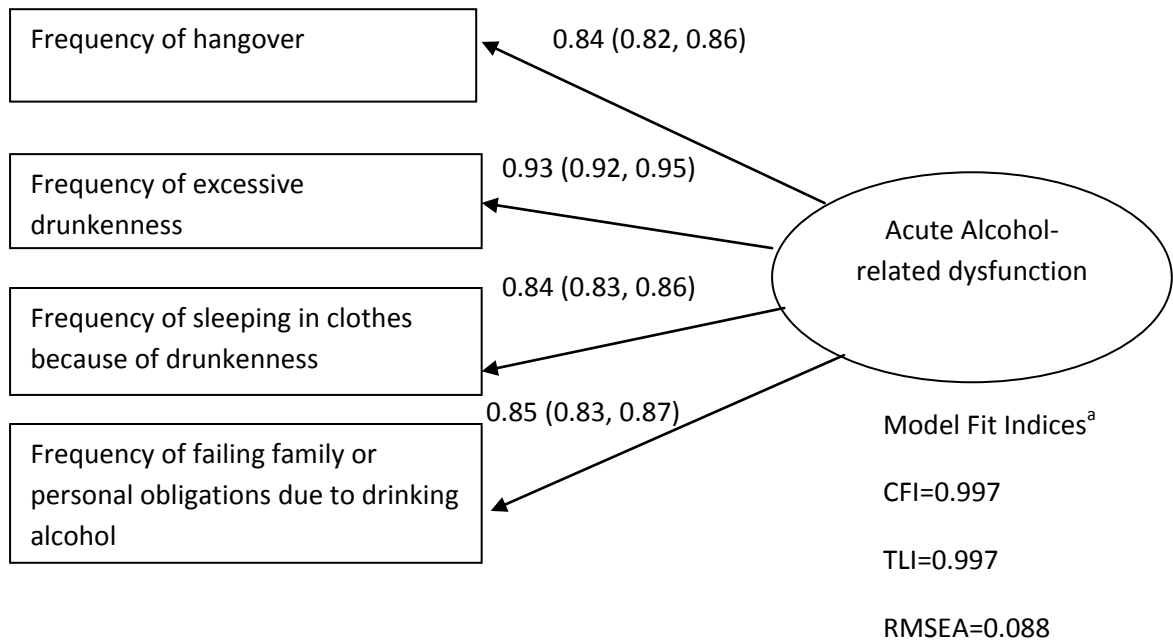 Frequency of hangover
0.84 (0.82, 0.86)
Frequency of excessive
drunkenness
0.93 (0.92, 0.95)
Frequency of sleeping in clothes
because of drunkenness
0.84 (0.83, 0.86)
Frequency of failing family or
personal obligations due to drinking
alcohol
0.85 (0.83, 0.87)
Acute Alcohol-
related dysfunction
Model Fit Indicesᵃ
CFI=0.997
TLI=0.997
RMSEA=0.088